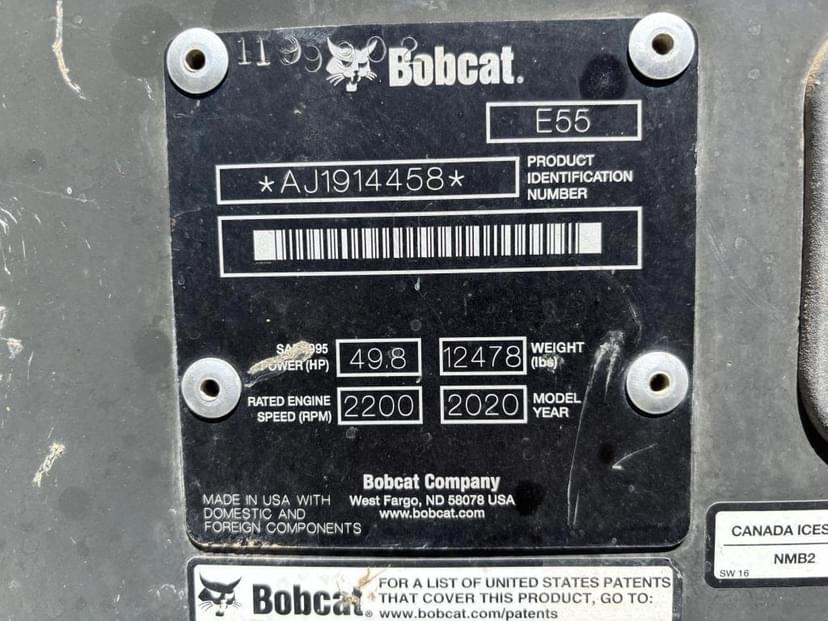 Bobcat.
E55
*AJ1914458*
PRODUCT
IDENTIFICATION
NUMBER
POWER (HP)
49.8
12478
WEIGHT
(lbs)
RATED ENGINE
SPEED (RPM)
2200
2020
MODEL
YEAR
Bobcat Company
West Fargo, ND 58078 USA
www.bobcat.com
MADE IN USA WITH
DOMESTIC AND
FOREIGN COMPONENTS
CANADA ICES
NMB2
SW 16
Bobcat®
FOR A LIST OF UNITED STATES PATENTS
THAT COVER THIS PRODUCT, GO TO:
www.bobcat.com/patents